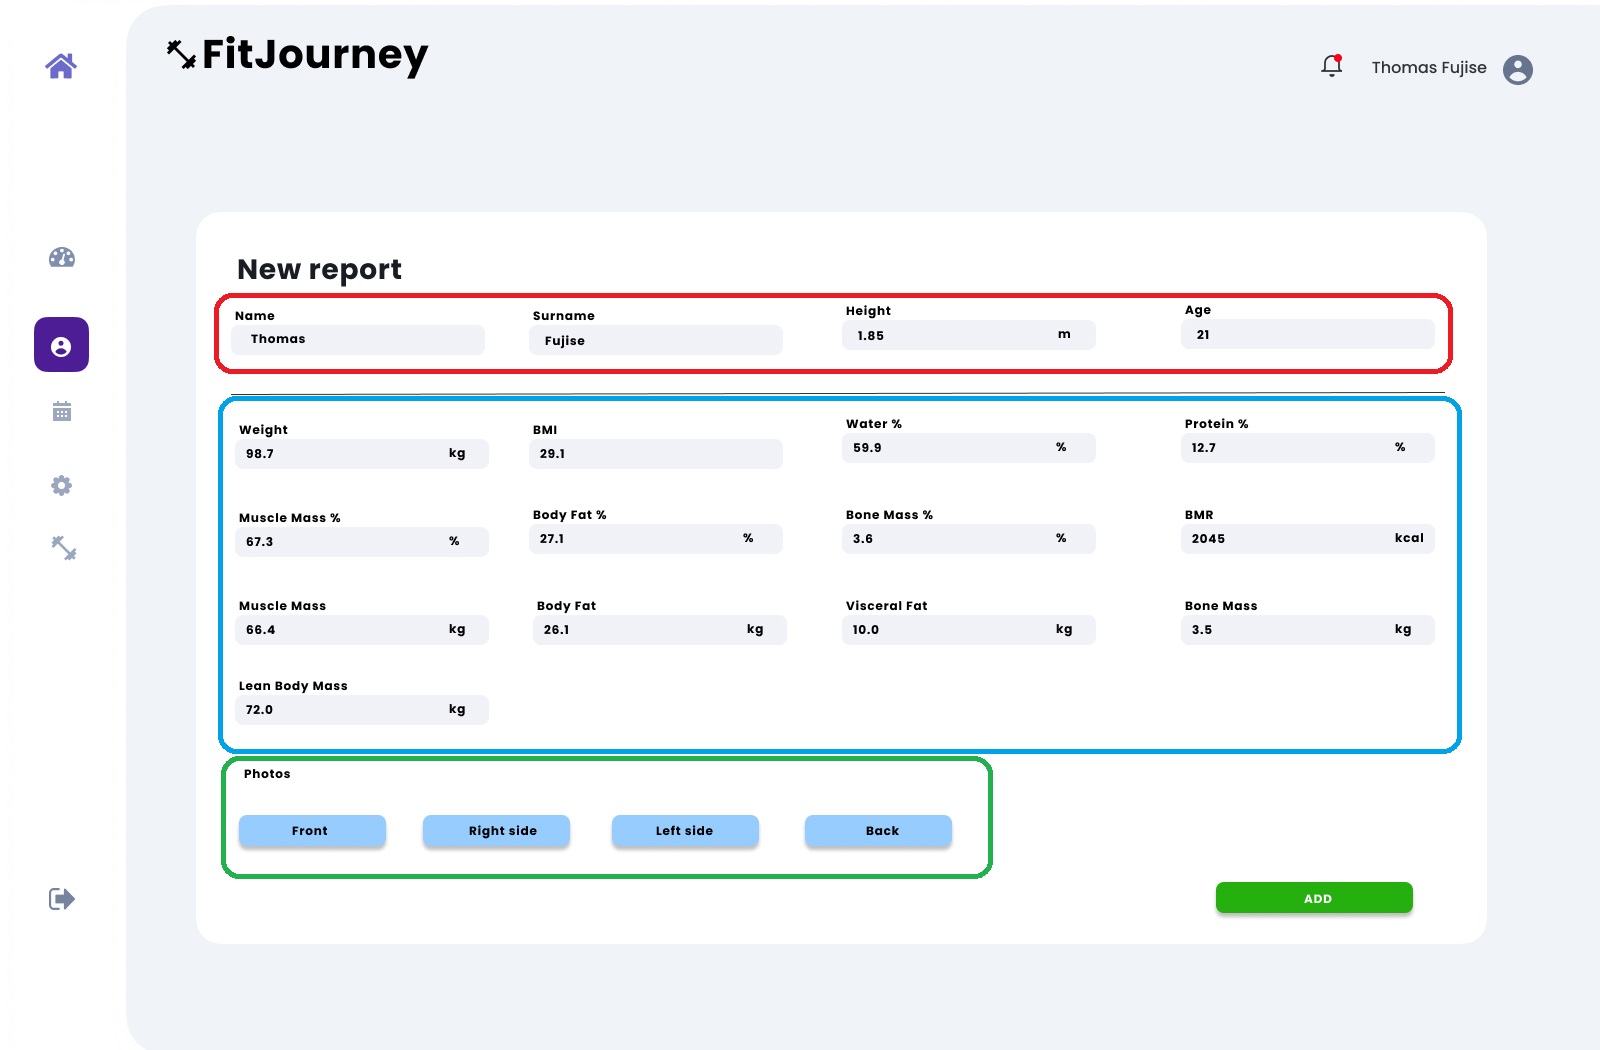 FitJourney
Thomas Fujise
New report
Name Surname Height Age
Thomas Fujise 1.85 m 21
Weight BMI Water % Protein %
98.7 kg 29.1 59.9 % 12.7 %
Muscle Mass % Body Fat % Bone Mass % BMR
67.3 % 27.1 % 3.6 % 2045 kcal
Muscle Mass Body Fat Visceral Fat Bone Mass
66.4 kg 26.1 kg 10.0 kg 3.5 kg
Lean Body Mass
72.0 kg
Photos
Front Right side Left side Back
ADD